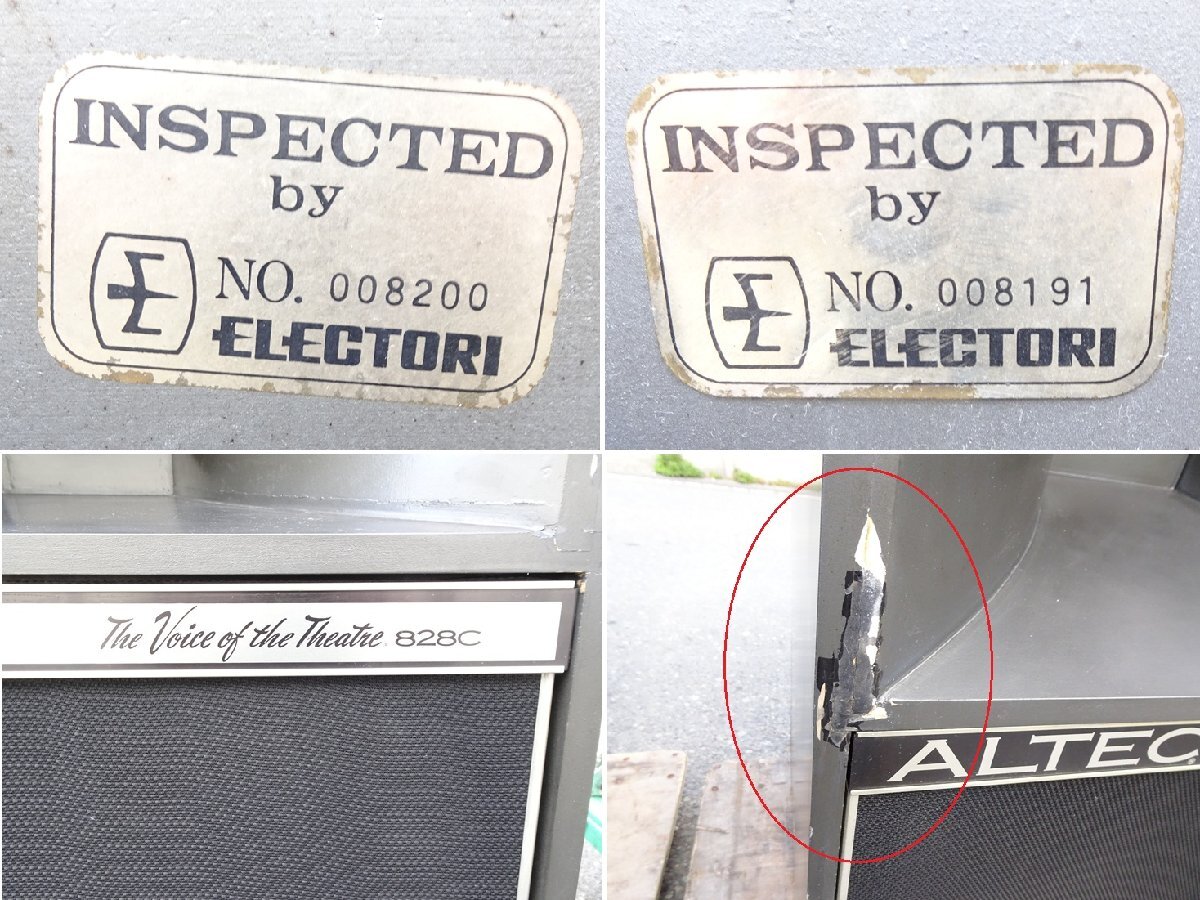 INSPECTED
by
NO. 008200
ELECTORI
INSPECTED
by
NO. 008191
ELECTORI
The Voice of the Theatre 828C
ALTEC